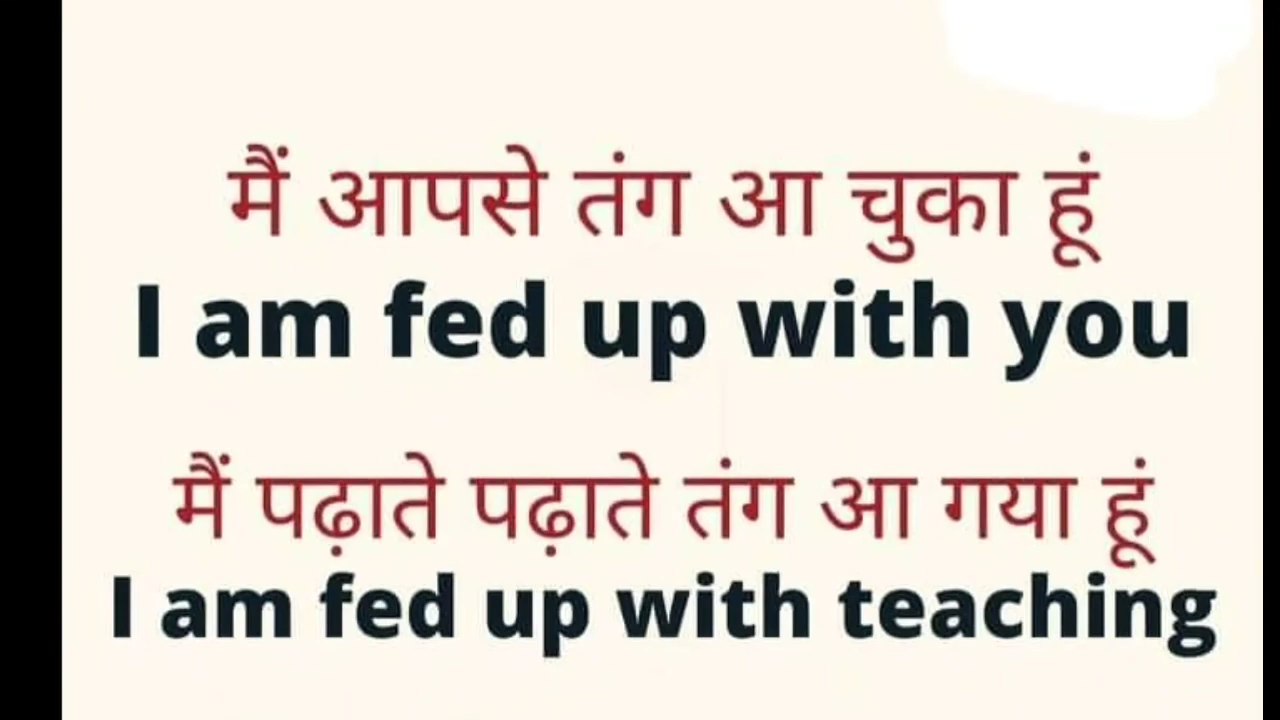 मैं आपसे तंग आ चुका हूं
I am fed up with you
मैं पढ़ाते पढ़ाते तंग आ गया हूं
I am fed up with teaching